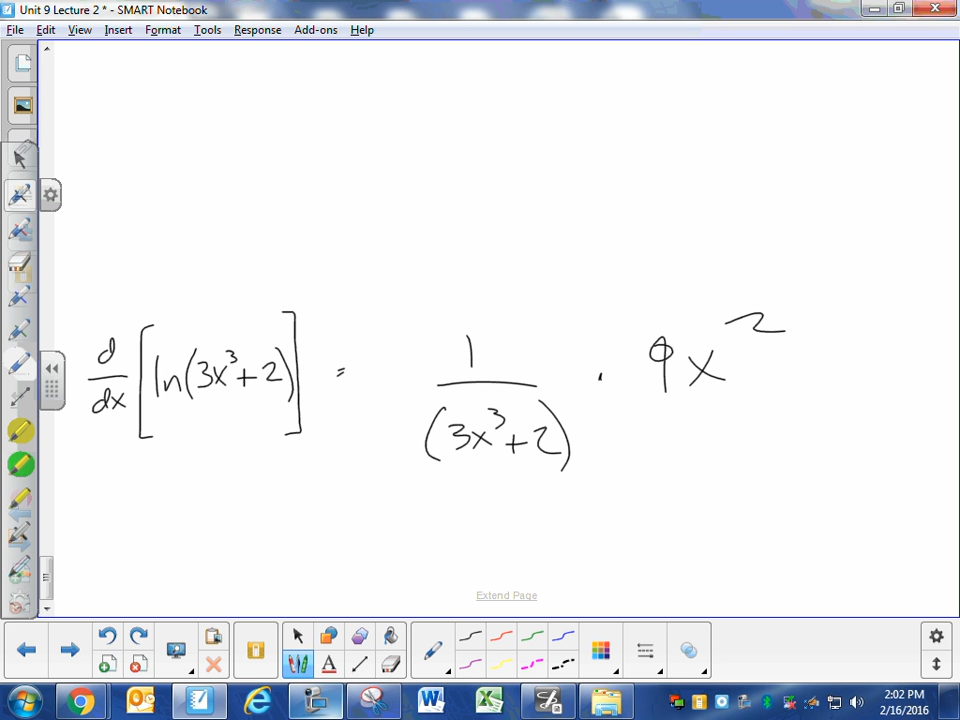 Unit 9 Lecture 2 * - SMART Notebook
File Edit View Insert Format Tools Response Add-ons Help
d/dx [ln(3x³+2)] = 1/(3x³+2) · 9x²
Extend Page
A
2:02 PM
2/16/2016